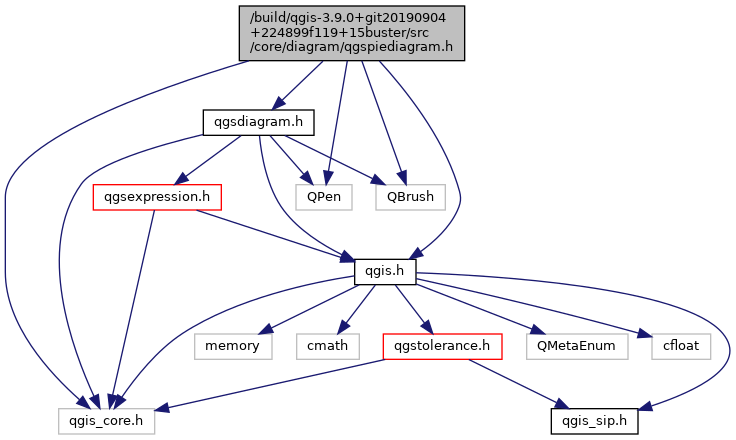 /build/qgis-3.9.0+git20190904
+224899f119+15buster/src
/core/diagram/qgspiediagram.h
qgsdiagram.h
qgsexpression.h
QPen
QBrush
qgis.h
memory
cmath
qgstolerance.h
QMetaEnum
cfloat
qgis_core.h
qgis_sip.h